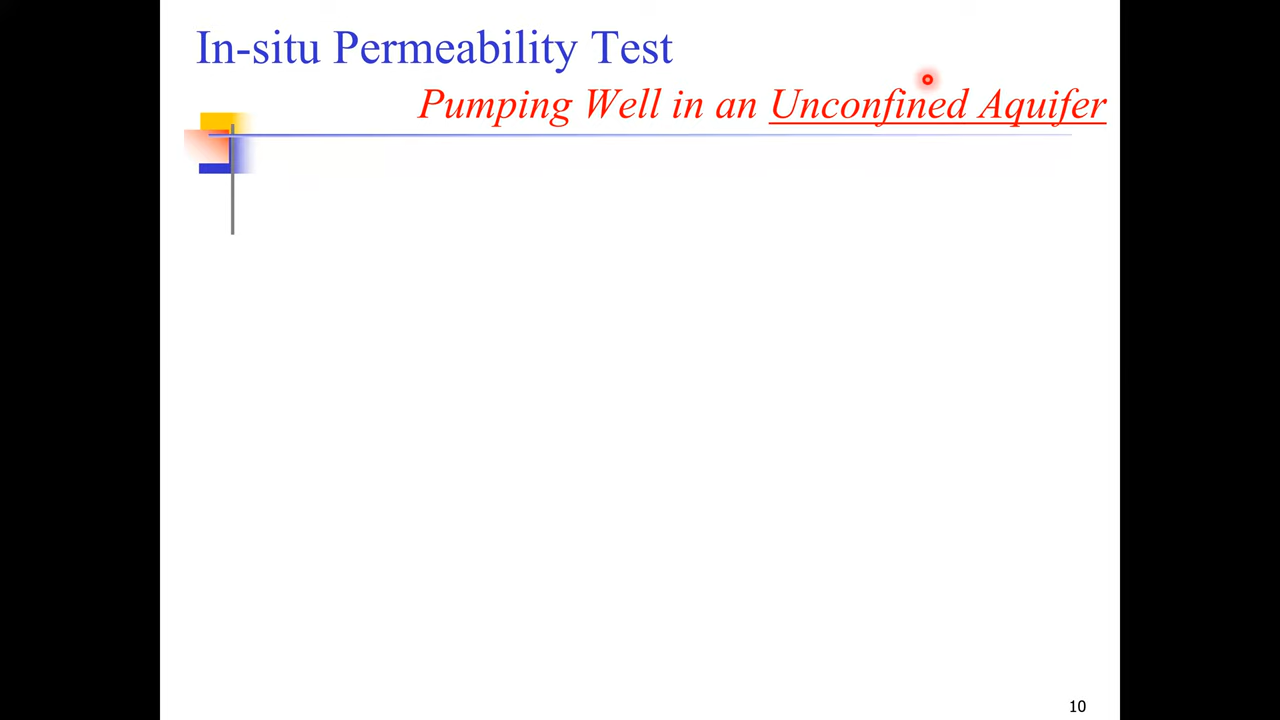 In-situ Permeability Test
Pumping Well in an Unconfined Aquifer
10